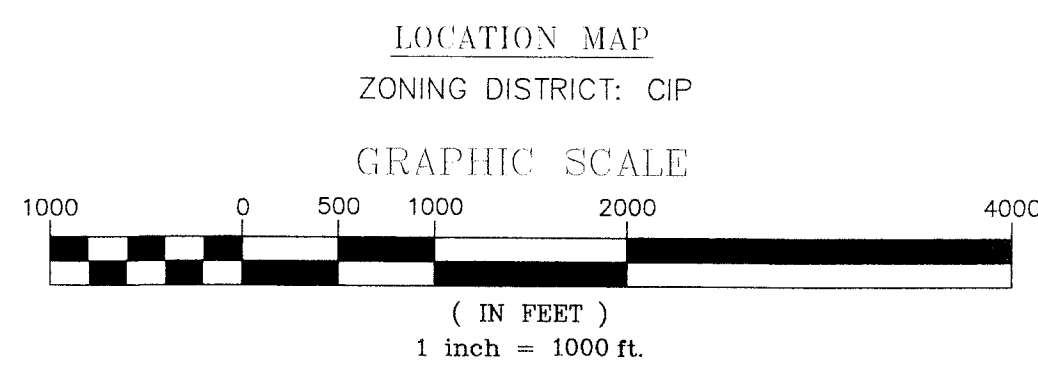 LOCATION MAP
ZONING DISTRICT: CIP
GRAPHIC SCALE
1000 0 500 1000 2000 4000
( IN FEET )
1 inch = 1000 ft.